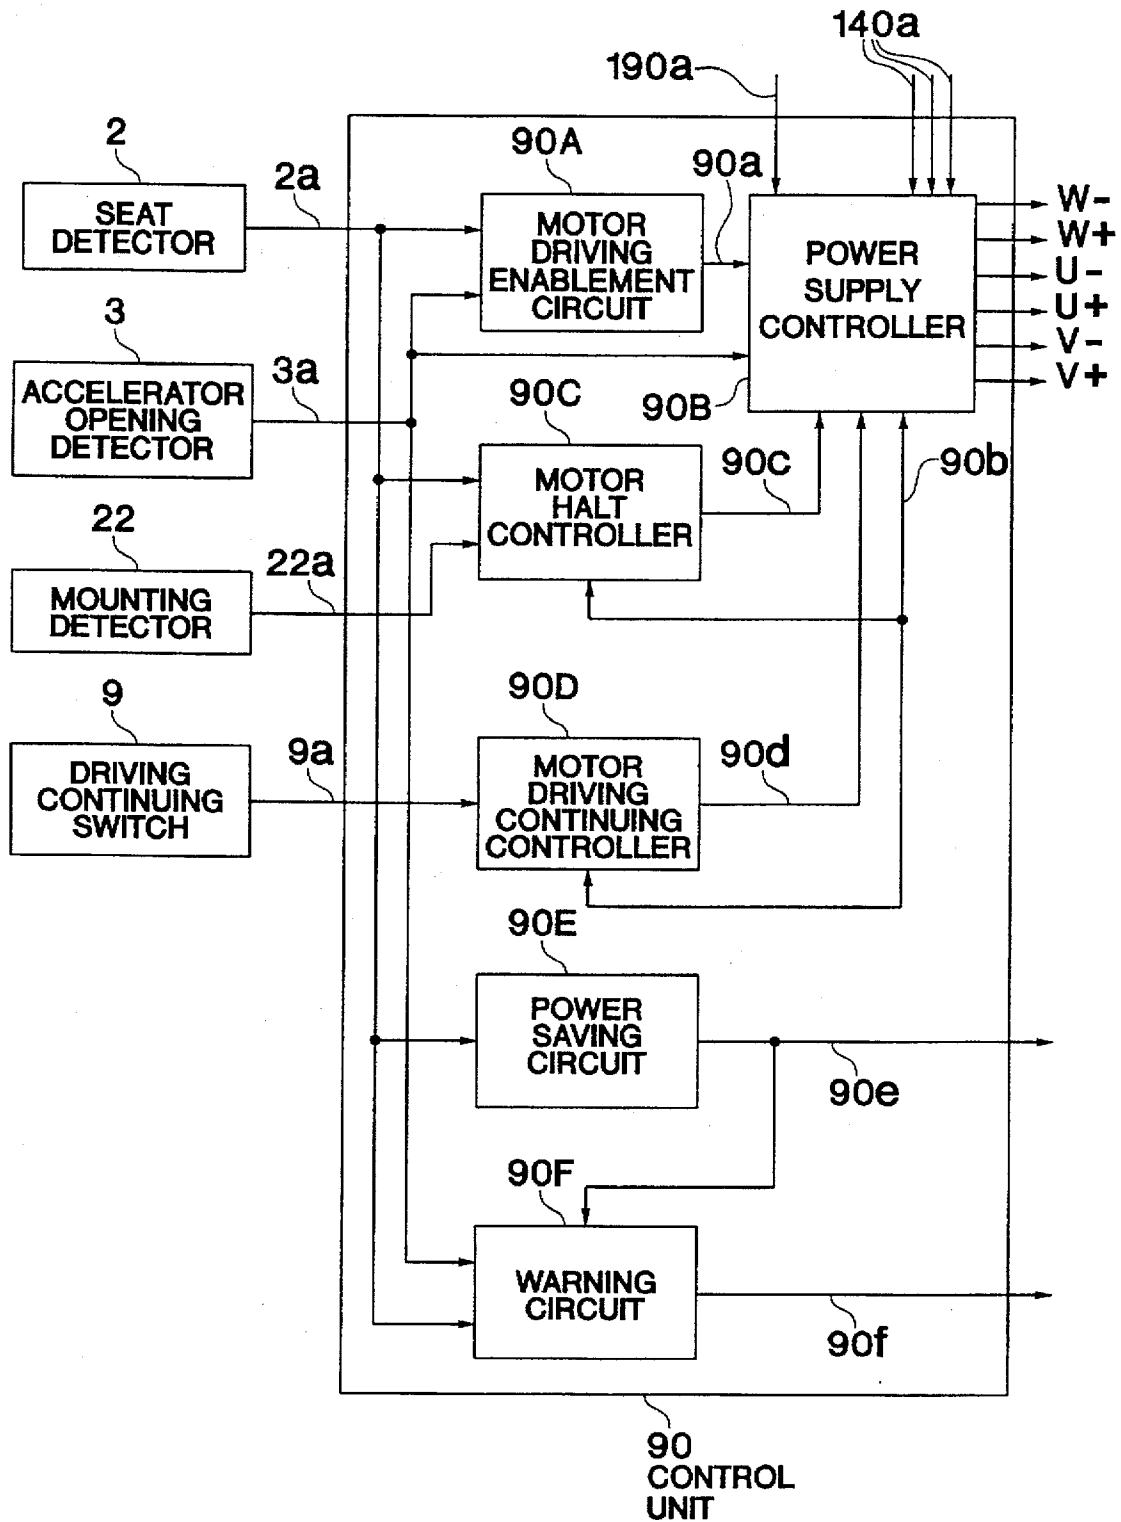 140a
190a
2
SEAT
DETECTOR
2a
90A
MOTOR
DRIVING
ENABLEMENT
CIRCUIT
90a
POWER
SUPPLY
CONTROLLER
90B
W-
W+
U-
U+
V-
V+
3
ACCELERATOR
OPENING
DETECTOR
3a
90C
MOTOR
HALT
CONTROLLER
90c
90b
22
MOUNTING
DETECTOR
22a
9
DRIVING
CONTINUING
SWITCH
9a
90D
MOTOR
DRIVING
CONTINUING
CONTROLLER
90d
90E
POWER
SAVING
CIRCUIT
90e
90F
WARNING
CIRCUIT
90f
90
CONTROL
UNIT